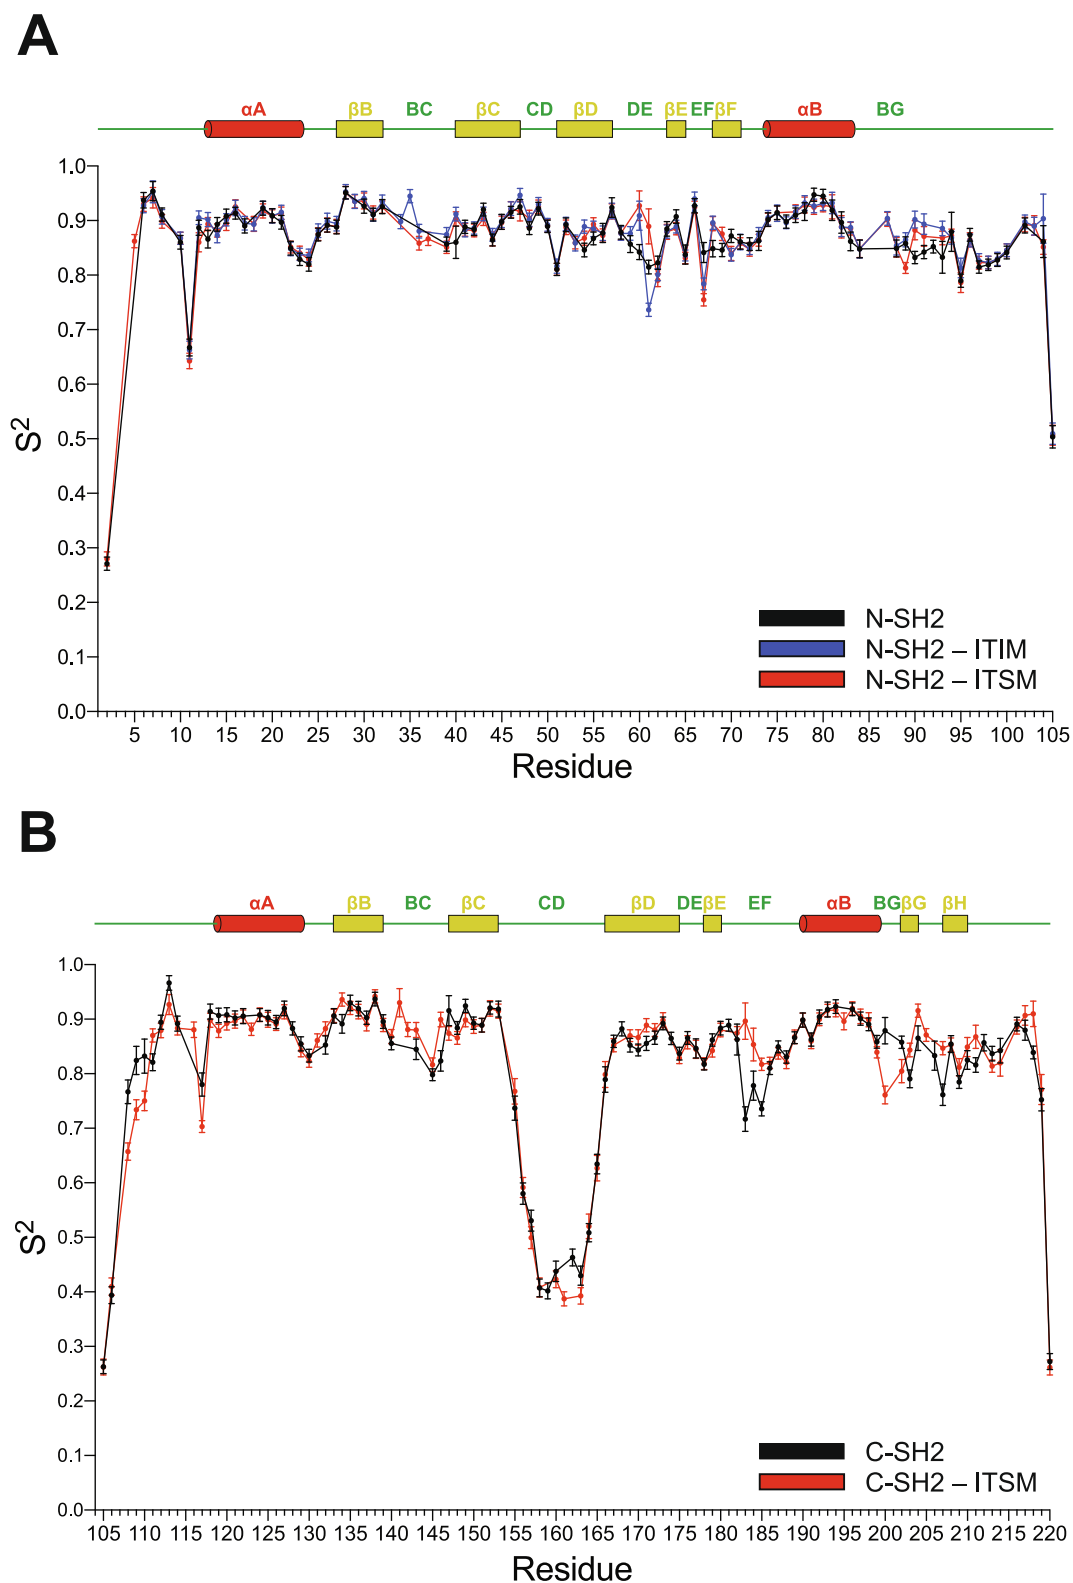 A
αA βB BC βC CD βD DE βE EF βF αB BG
1.0
0.9
0.8
0.7
0.6
0.5
0.4
0.3
0.2
0.1
0.0
S2
5 10 15 20 25 30 35 40 45 50 55 60 65 70 75 80 85 90 95 100 105
Residue
N-SH2
N-SH2 – ITIM
N-SH2 – ITSM
B
αA βB BC βC CD βD DE βE EF αB BG βG βH
1.0
0.9
0.8
0.7
0.6
0.5
0.4
0.3
0.2
0.1
0.0
S2
105 110 115 120 125 130 135 140 145 150 155 160 165 170 175 180 185 190 195 200 205 210 215 220
Residue
C-SH2
C-SH2 – ITSM